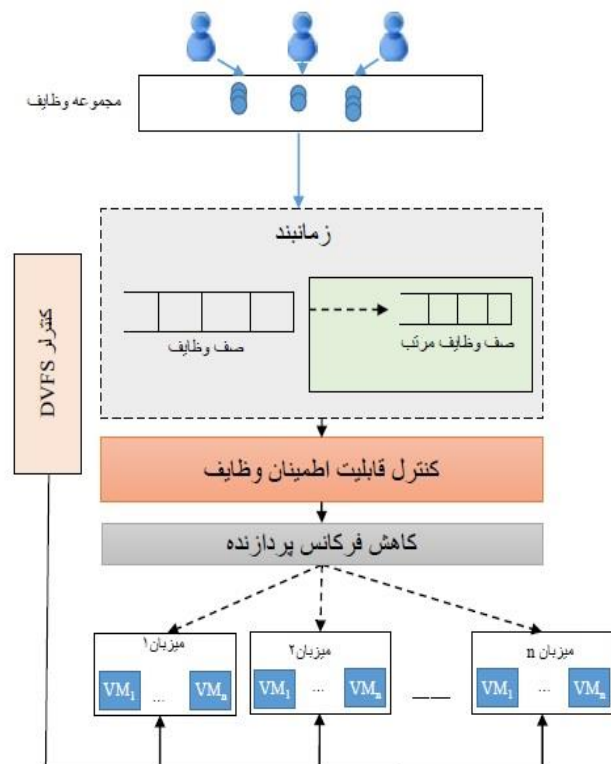 مجموعه وظایف
زمانبند
صف وظایف
صف وظایف مرتب
کنترلر DVFS
کنترل قابلیت اطمینان وظایف
کاهش فرکانس پردازنده
میزبان۱
VM₁ ... VMₙ
میزبان۲
VM₁ ... VMₙ
میزبان n
VM₁ ... VMₙ